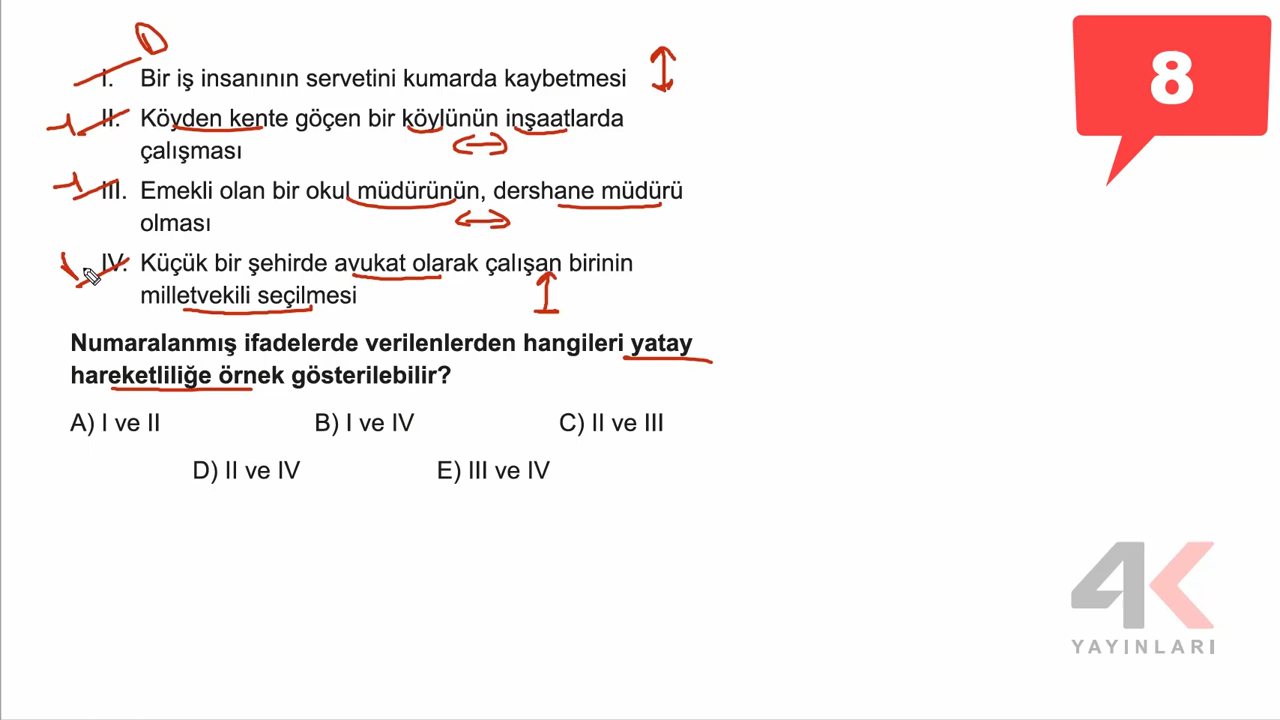 8
I. Bir iş insanının servetini kumarda kaybetmesi
II. Köyden kente göçen bir köylünün inşaatlarda
çalışması
III. Emekli olan bir okul müdürünün, dershane müdürü
olması
IV. Küçük bir şehirde avukat olarak çalışan birinin
milletvekili seçilmesi
Numaralanmış ifadelerde verilenlerden hangileri yatay
hareketliliğe örnek gösterilebilir?
A) I ve II B) I ve IV C) II ve III
D) II ve IV E) III ve IV
4K
YAYINLARI